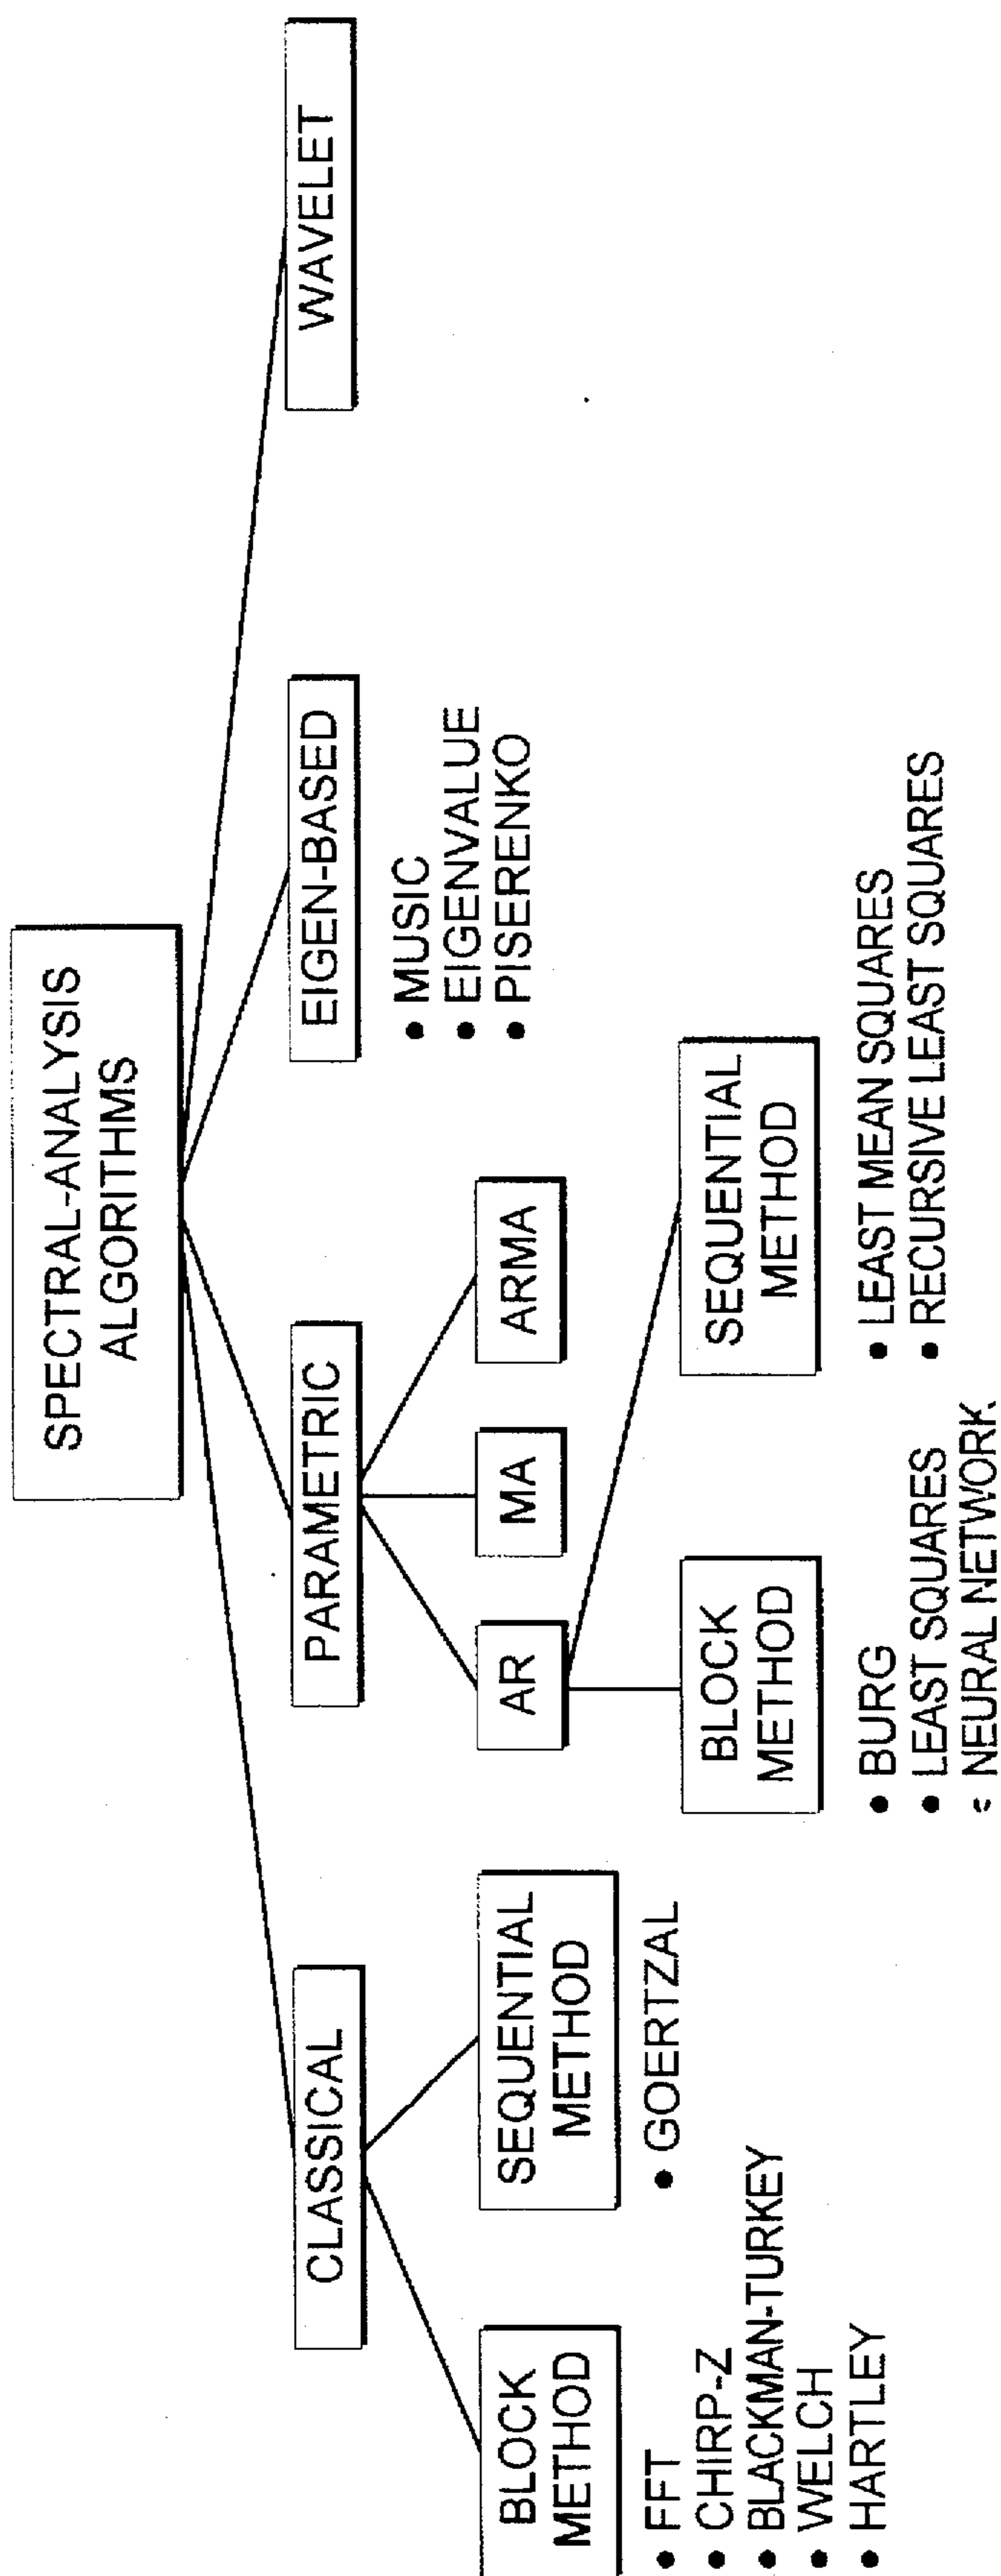 SPECTRAL-ANALYSIS
ALGORITHMS
CLASSICAL
PARAMETRIC
EIGEN-BASED
WAVELET
BLOCK
METHOD
• FFT
• CHIRP-Z
• BLACKMAN-TURKEY
• WELCH
• HARTLEY
SEQUENTIAL
METHOD
• GOERTZAL
AR
MA
ARMA
BLOCK
METHOD
• BURG
• LEAST SQUARES
• NEURAL NETWORK
SEQUENTIAL
METHOD
• LEAST MEAN SQUARES
• RECURSIVE LEAST SQUARES
• MUSIC
• EIGENVALUE
• PISERENKO